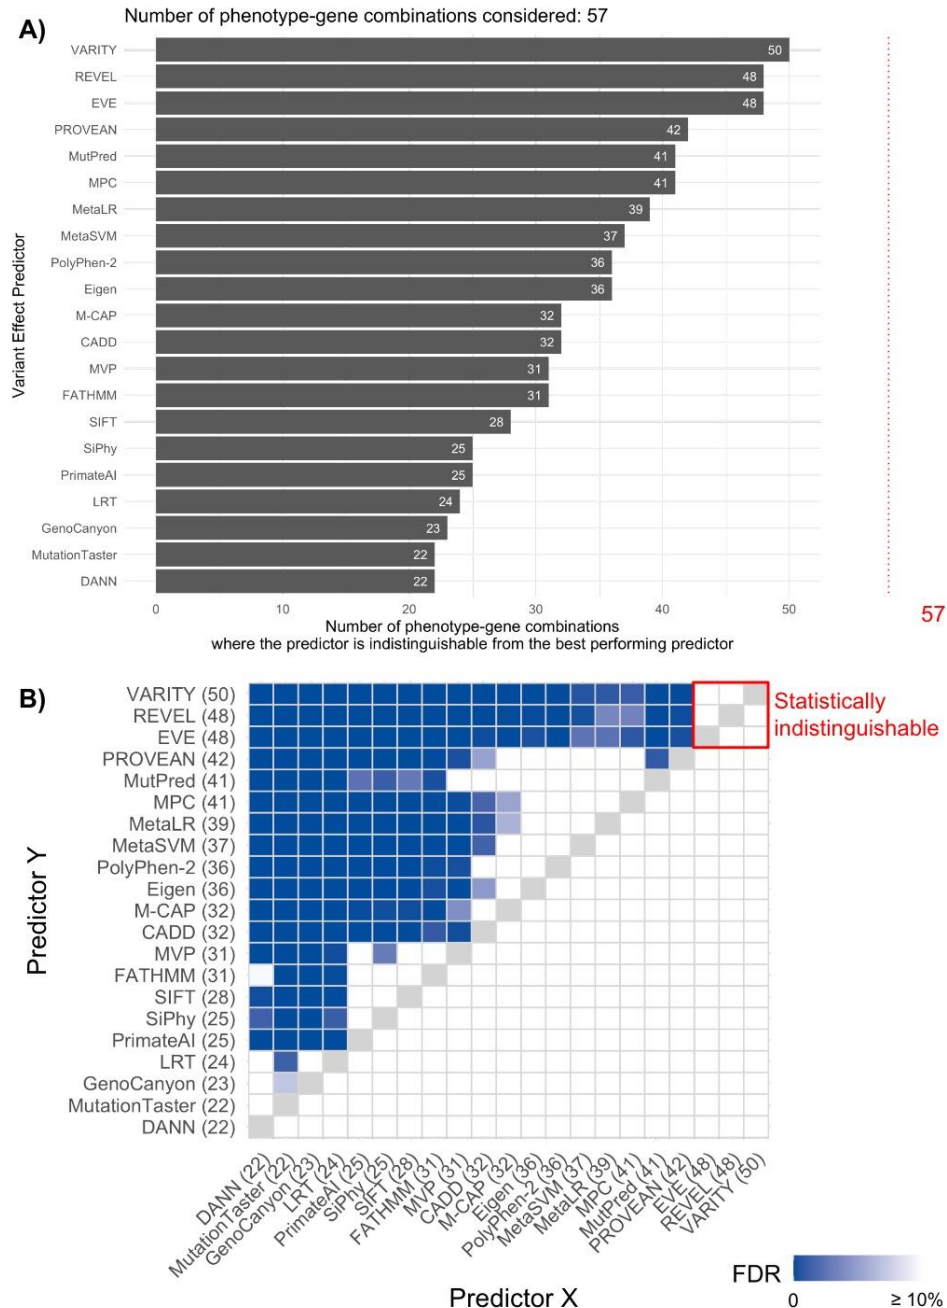 A)
Number of phenotype-gene combinations considered: 57
Variant Effect Predictor
VARITY 50
REVEL 48
EVE 48
PROVEAN 42
MutPred 41
MPC 41
MetaLR 39
MetaSVM 37
PolyPhen-2 36
Eigen 36
M-CAP 32
CADD 32
MVP 31
FATHMM 31
SIFT 28
SiPhy 25
PrimateAI 25
LRT 24
GenoCanyon 23
MutationTaster 22
DANN 22
0 10 20 30 40 50 57
Number of phenotype-gene combinations
where the predictor is indistinguishable from the best performing predictor
B)
Predictor Y
VARITY (50)
REVEL (48)
EVE (48)
PROVEAN (42)
MutPred (41)
MPC (41)
MetaLR (39)
MetaSVM (37)
PolyPhen-2 (36)
Eigen (36)
M-CAP (32)
CADD (32)
MVP (31)
FATHMM (31)
SIFT (28)
SiPhy (25)
PrimateAI (25)
LRT (24)
GenoCanyon (23)
MutationTaster (22)
DANN (22)
Statistically
indistinguishable
DANN (22)
MutationTaster (22)
GenoCanyon (23)
LRT (24)
PrimateAI (25)
SiPhy (25)
SIFT (28)
FATHMM (31)
MVP (31)
CADD (32)
M-CAP (32)
Eigen (36)
PolyPhen-2 (36)
MetaSVM (37)
MetaLR (39)
MPC (41)
MutPred (41)
PROVEAN (42)
EVE (48)
REVEL (48)
VARITY (50)
Predictor X
FDR
0 ≥ 10%